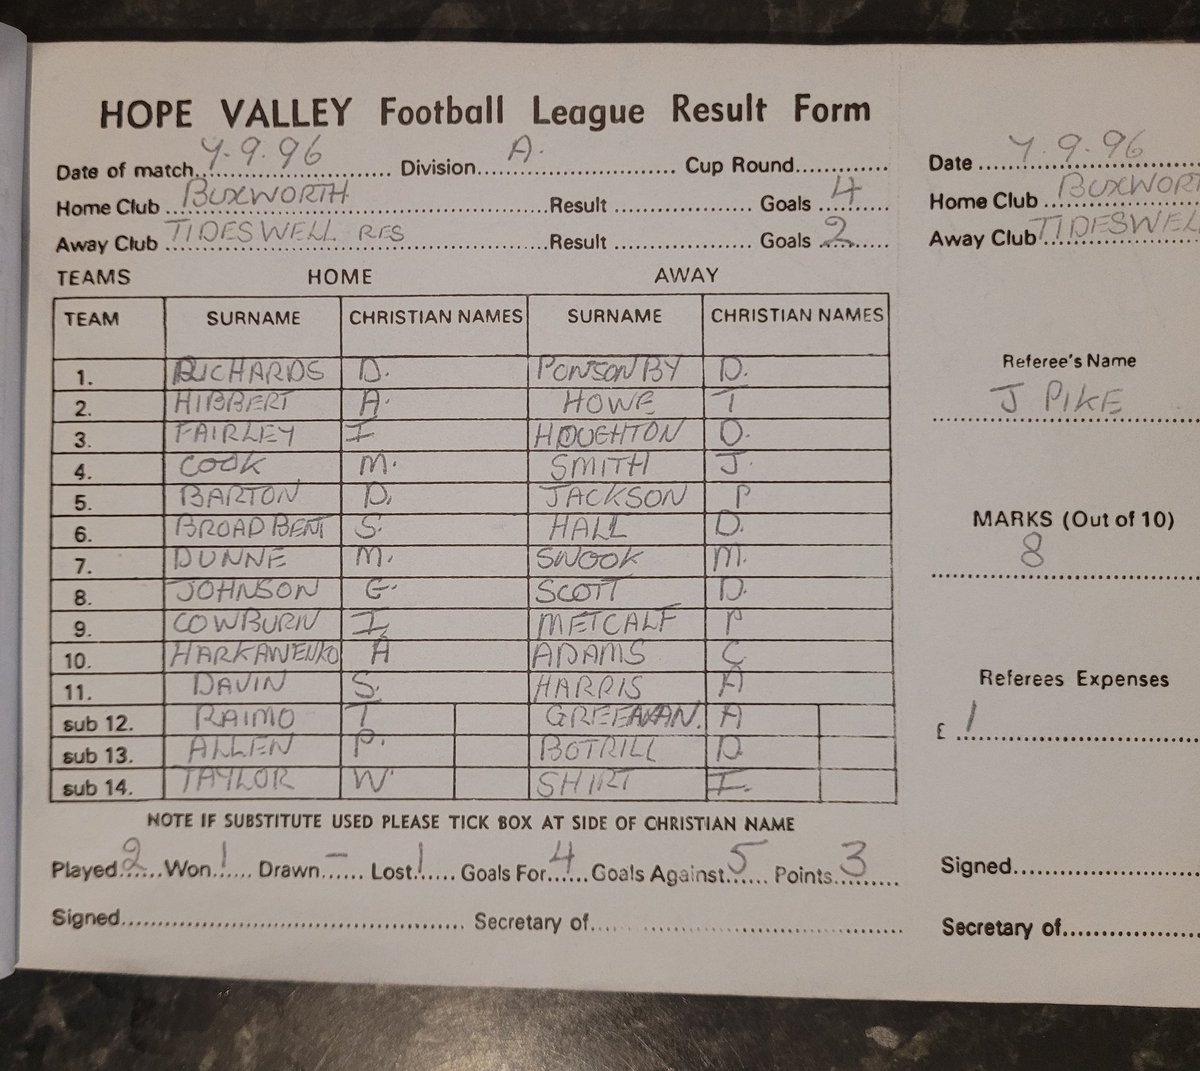 HOPE VALLEY Football League Result Form
Date of match 7.9.96 Division A. Cup Round
Home Club BUXWORTH Result Goals 4
Away Club TIDESWELL RES Result Goals 2
TEAMS HOME AWAY
TEAM SURNAME CHRISTIAN NAMES SURNAME CHRISTIAN NAMES
1. RICHARDS D. PONSONBY D.
2. HIBBERT A. HOWE T
3. FAIRLEY I HOUGHTON O.
4. COOK M. SMITH J.
5. BARTON D. JACKSON P
6. BROADBENT S. HALL D.
7. DUNNE M. SNOOK M.
8. JOHNSON G. SCOTT D.
9. COWBURN I. METCALF P
10. HARKAWENKO A ADAMS C
11. DAVIN S. HARRIS A
sub 12. RAIMO T A
sub 13. ALLEN P. BOTRILL D.
sub 14. TAYLOR W. SHIRT I.
NOTE IF SUBSTITUTE USED PLEASE TICK BOX AT SIDE OF CHRISTIAN NAME
Played 2 Won 1 Drawn – Lost 1 Goals For 4 Goals Against 5 Points 3
Signed Secretary of
Date 7.9.96
Home Club BUXWORT
Away Club TIDESWEL
Referee's Name
J PIKE
MARKS (Out of 10)
8
Referees Expenses
£ 1
Signed
Secretary of